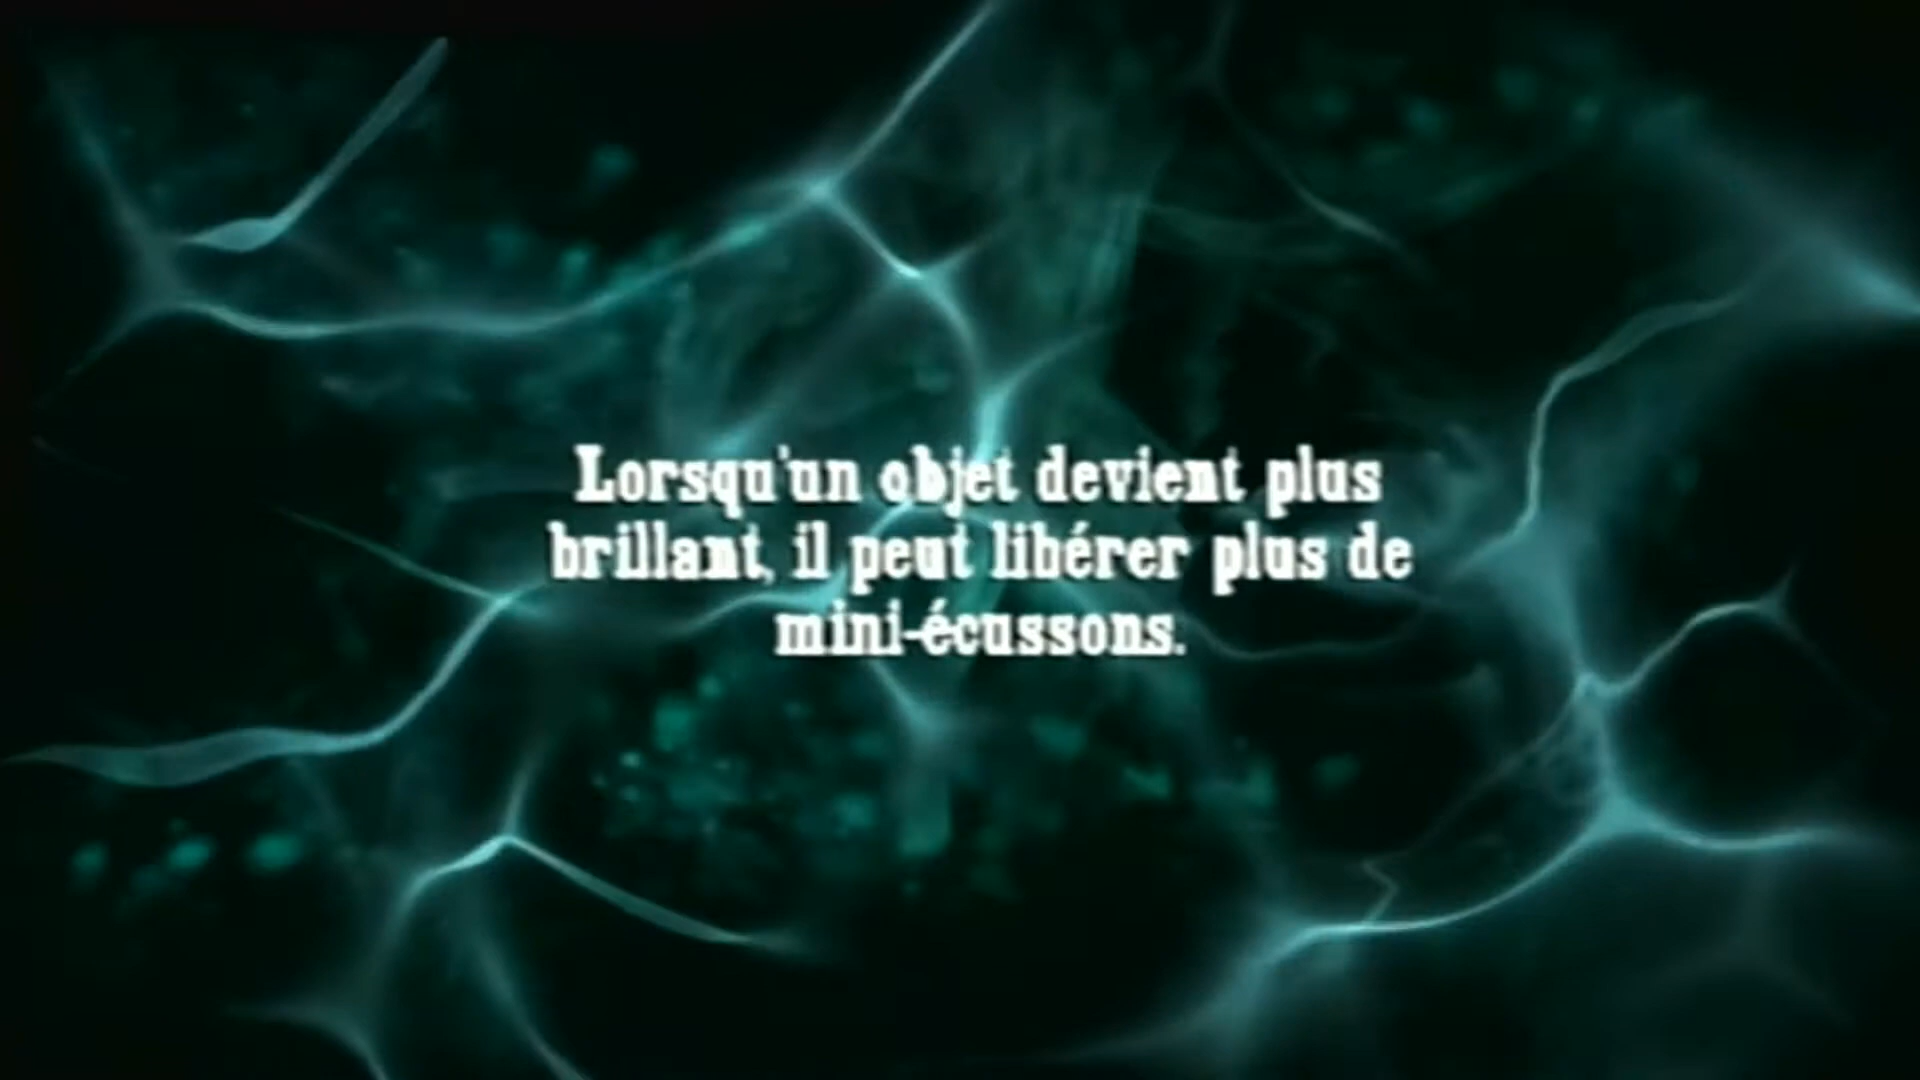 Lorsqu'un objet devient plus
brillant, il peut libérer plus de
mini-écussons.